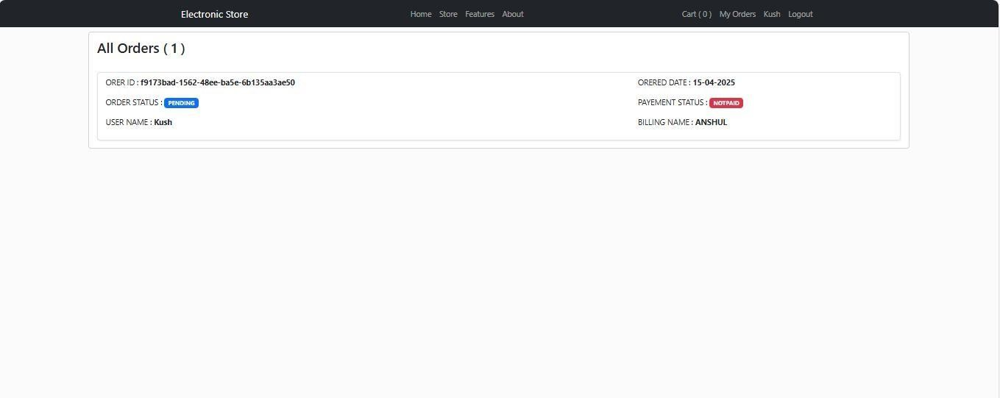 Electronic Store Home Store Features About Cart ( 0 ) My Orders Kush Logout
All Orders ( 1 )
ORER ID : f9173bad-1562-48ee-ba5e-6b135aa3ae50 ORERED DATE : 15-04-2025
ORDER STATUS : PENDING PAYEMENT STATUS : NOTPAID
USER NAME : Kush BILLING NAME : ANSHUL